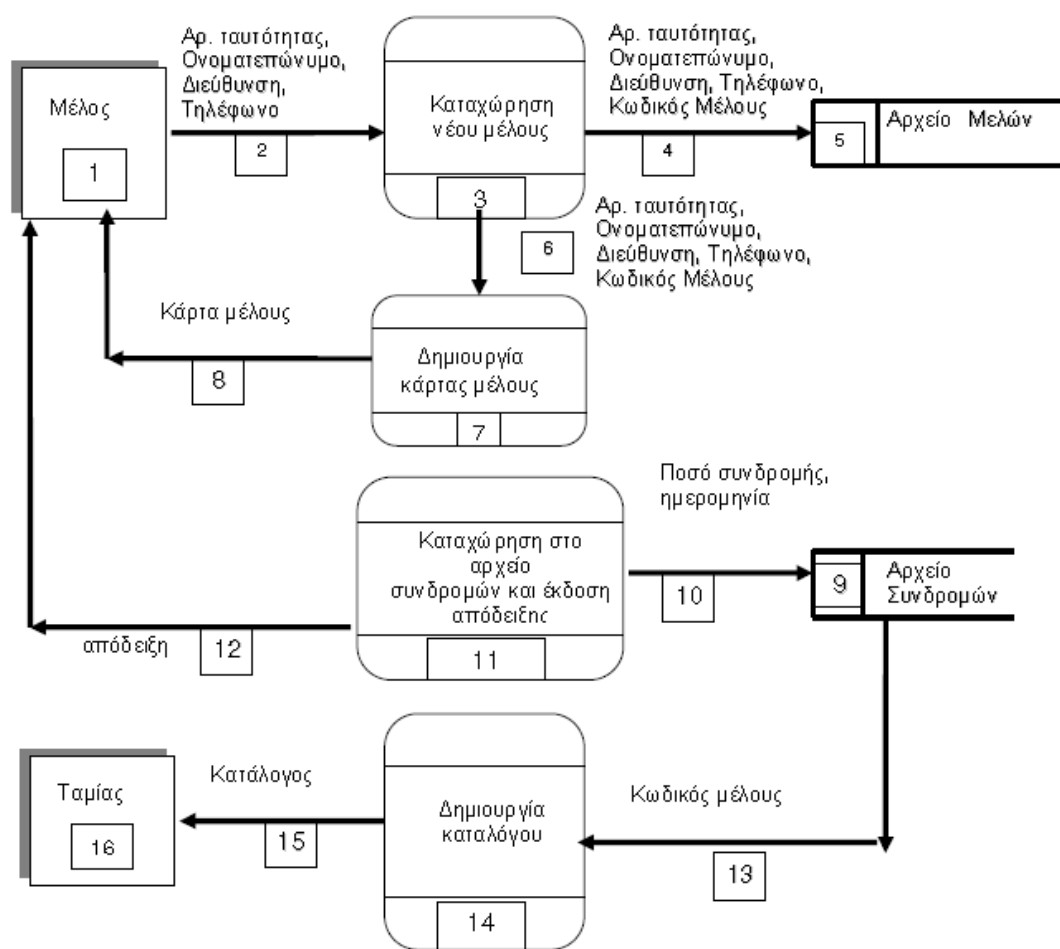 Αρ. ταυτότητας,
Ονοματεπώνυμο,
Διεύθυνση,
Τηλέφωνο
Μέλος
1
2
Καταχώρηση
νέου μέλους
3
Αρ. ταυτότητας,
Ονοματεπώνυμο,
Διεύθυνση, Τηλέφωνο,
Κωδικός Μέλους
4
5
Αρχείο Μελών
6
Αρ. ταυτότητας,
Ονοματεπώνυμο,
Διεύθυνση, Τηλέφωνο,
Κωδικός Μέλους
Κάρτα μέλους
8
Δημιουργία
κάρτας μέλους
7
Ποσό συνδρομής,
ημερομηνία
Καταχώρηση στο
αρχείο
συνδρομών και έκδοση
απόδειξης
11
10
9
Αρχείο
Συνδρομών
απόδειξη
12
Ταμίας
16
Κατάλογος
15
Δημιουργία
καταλόγου
14
Κωδικός μέλους
13